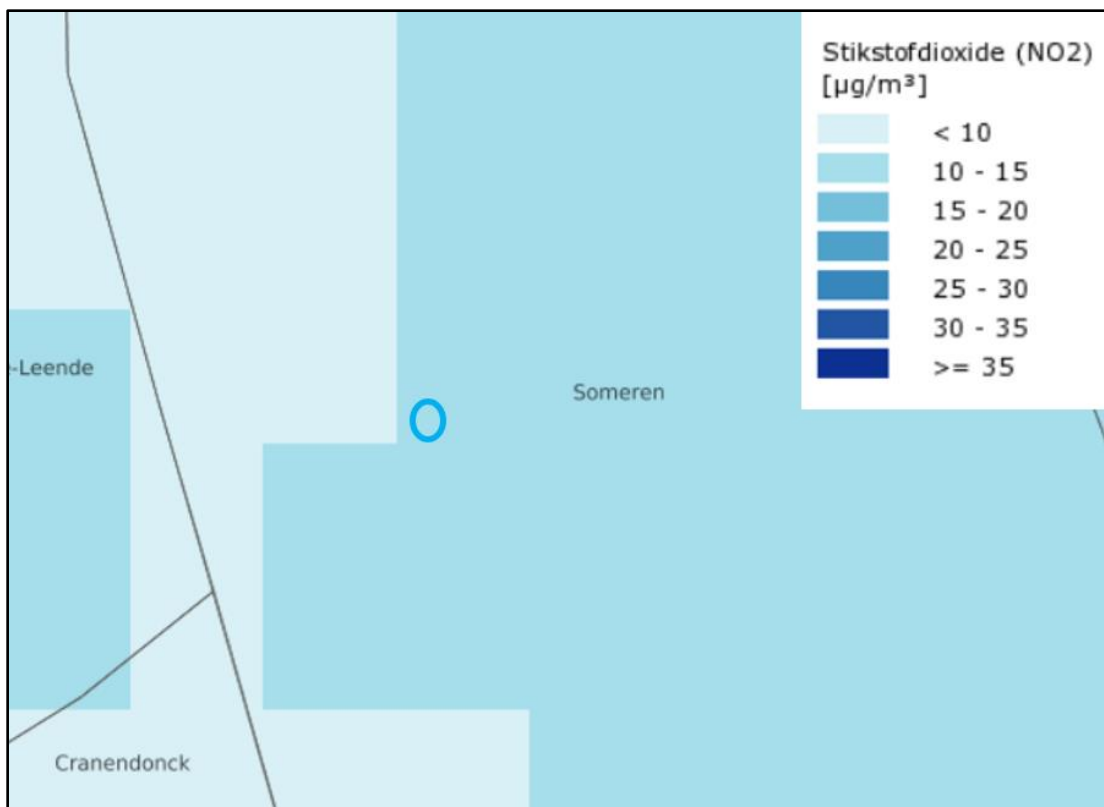 Stikstofdioxide (NO2)
[µg/m³]
< 10
10 - 15
15 - 20
20 - 25
25 - 30
30 - 35
>= 35
-Leende
Someren
Cranendonck